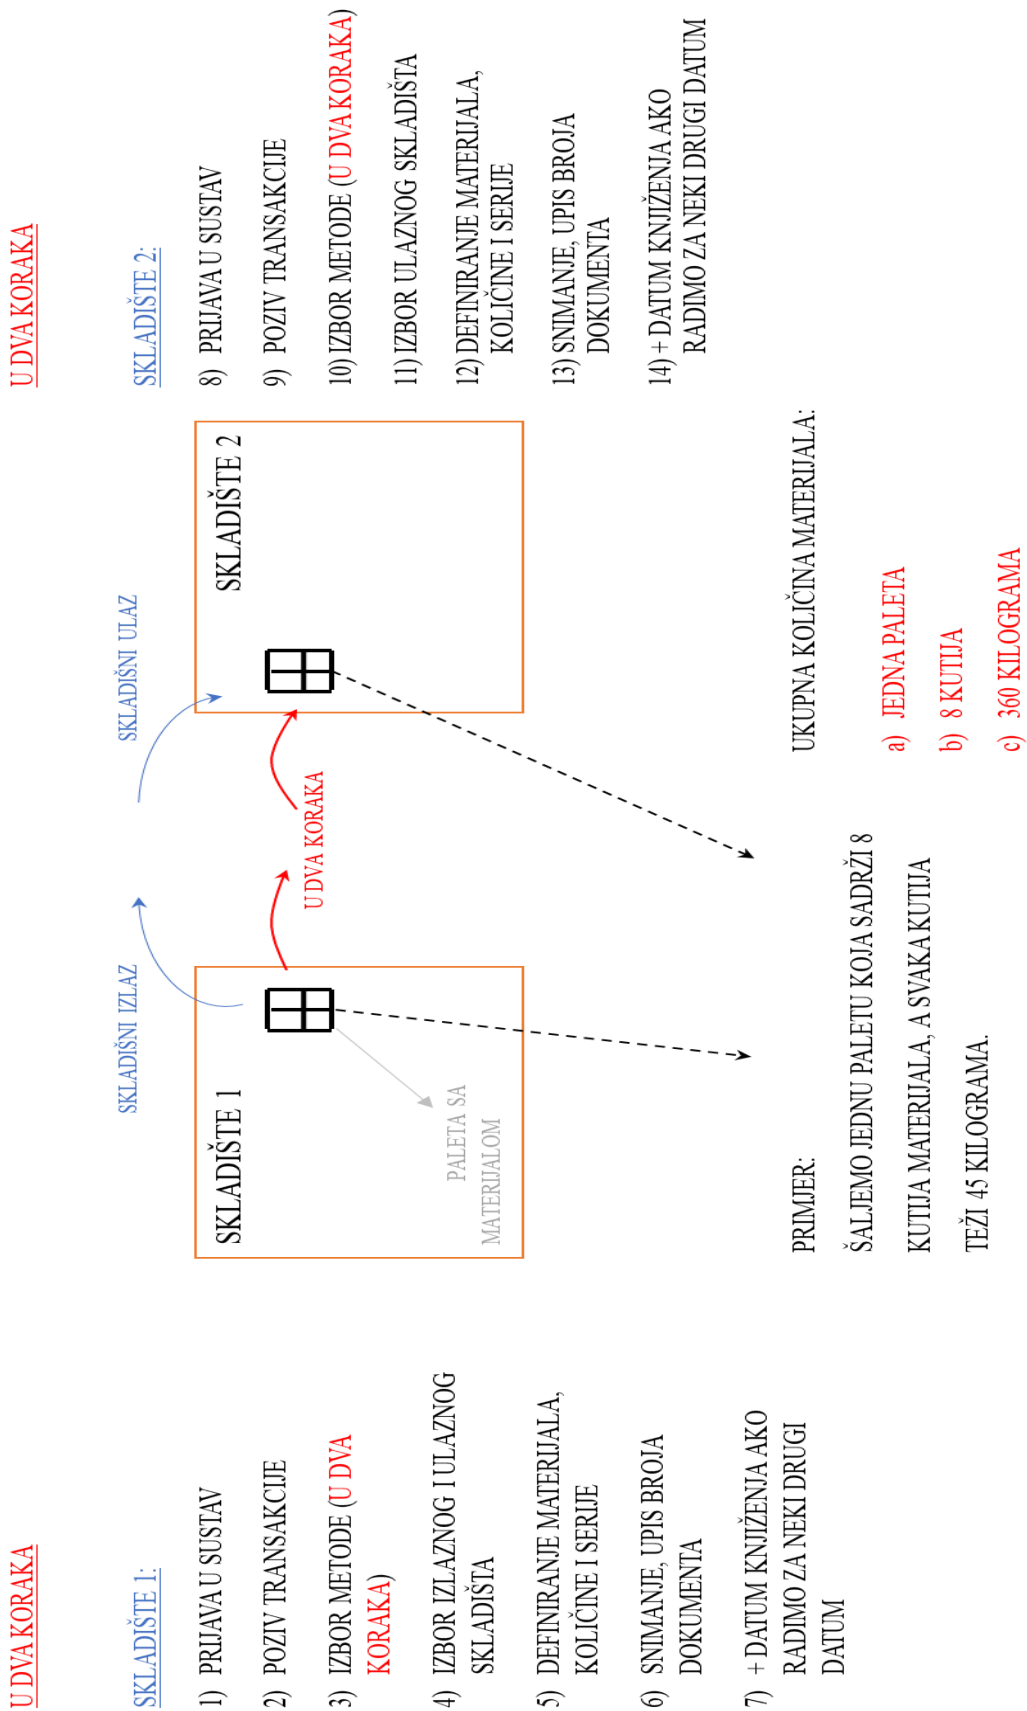 U DVA KORAKA
SKLADIŠTE 1:
1) PRIJAVA U SUSTAV
2) POZIV TRANSAKCIJE
3) IZBOR METODE (U DVA
KORAKA)
4) IZBOR IZLAZNOG I ULAZNOG
SKLADIŠTA
5) DEFINIRANJE MATERIJALA,
KOLIČINE I SERIJE
6) SNIMANJE, UPIS BROJA
DOKUMENTA
7) + DATUM KNJIŽENJA AKO
RADIMO ZA NEKI DRUGI
DATUM
SKLADIŠNI IZLAZ
SKLADIŠNI ULAZ
SKLADIŠTE 1
PALETA SA
MATERIJALOM
U DVA KORAKA
SKLADIŠTE 2
PRIMJER:
ŠALJEMO JEDNU PALETU KOJA SADRŽI 8
KUTIJA MATERIJALA, A SVAKA KUTIJA
TEŽI 45 KILOGRAMA.
UKUPNA KOLIČINA MATERIJALA:
a) JEDNA PALETA
b) 8 KUTIJA
c) 360 KILOGRAMA
U DVA KORAKA
SKLADIŠTE 2:
8) PRIJAVA U SUSTAV
9) POZIV TRANSAKCIJE
10) IZBOR METODE (U DVA KORAKA)
11) IZBOR ULAZNOG SKLADIŠTA
12) DEFINIRANJE MATERIJALA,
KOLIČINE I SERIJE
13) SNIMANJE, UPIS BROJA
DOKUMENTA
14) + DATUM KNJIŽENJA AKO
RADIMO ZA NEKI DRUGI DATUM